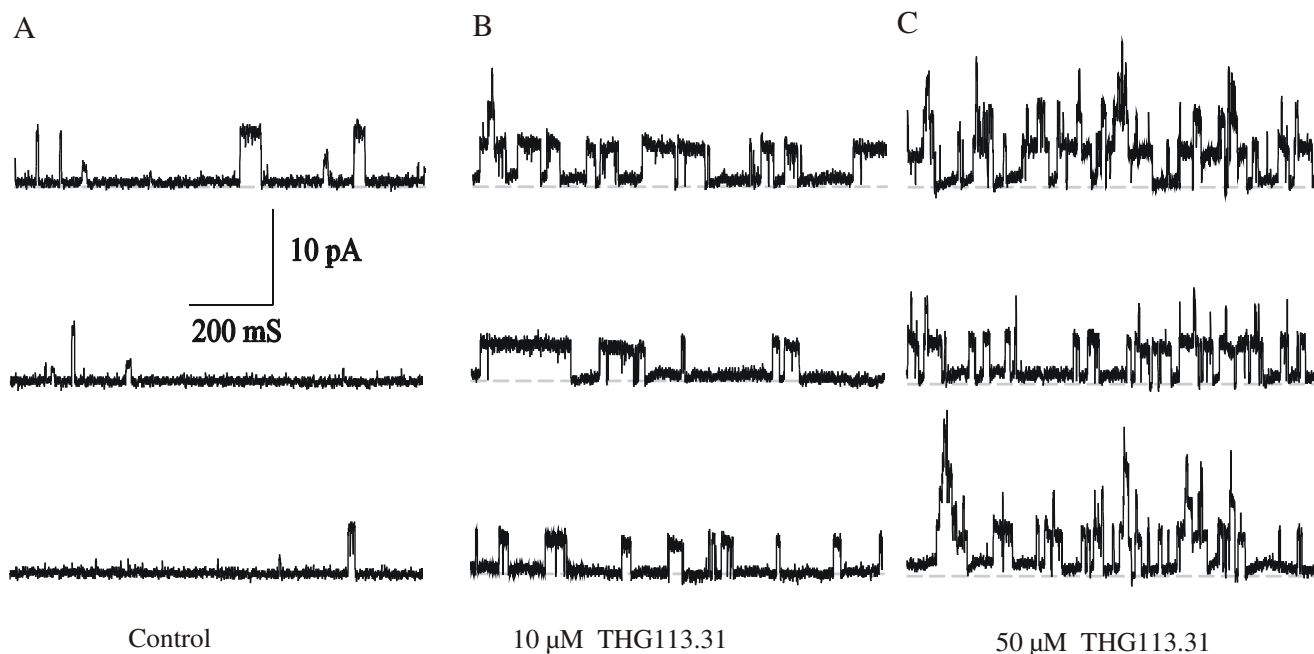 A
B
C
10 pA
200 mS
Control
10 μM THG113.31
50 μM THG113.31